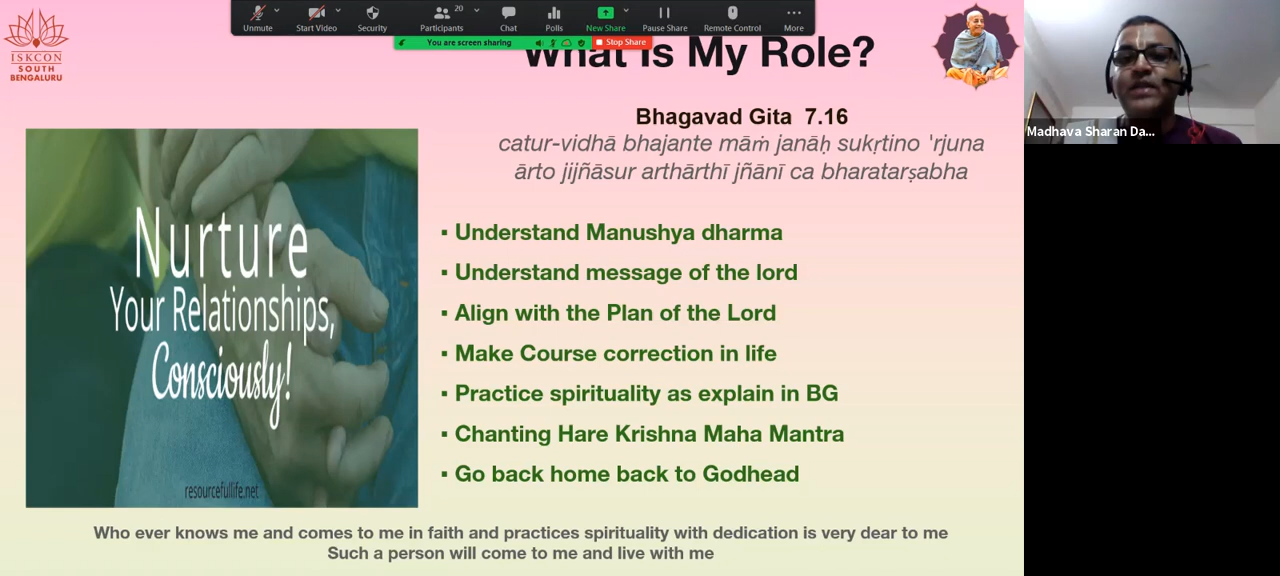 Unmute
Start Video
Security
Participants
20
Chat
Polls
New Share
Pause Share
Remote Control
More
You are screen sharing
Stop Share
ISKCON
SOUTH
BENGALURU
What Is My Role?
Madhava Sharan Da...
Bhagavad Gita 7.16
catur-vidhā bhajante māṁ janāḥ sukṛtino 'rjuna
ārto jijñāsur arthārthī jñānī ca bharatarṣabha
Nurture
Your Relationships,
Consciously!
resourcefullife.net
▪ Understand Manushya dharma
▪ Understand message of the lord
▪ Align with the Plan of the Lord
▪ Make Course correction in life
▪ Practice spirituality as explain in BG
▪ Chanting Hare Krishna Maha Mantra
▪ Go back home back to Godhead
Who ever knows me and comes to me in faith and practices spirituality with dedication is very dear to me
Such a person will come to me and live with me